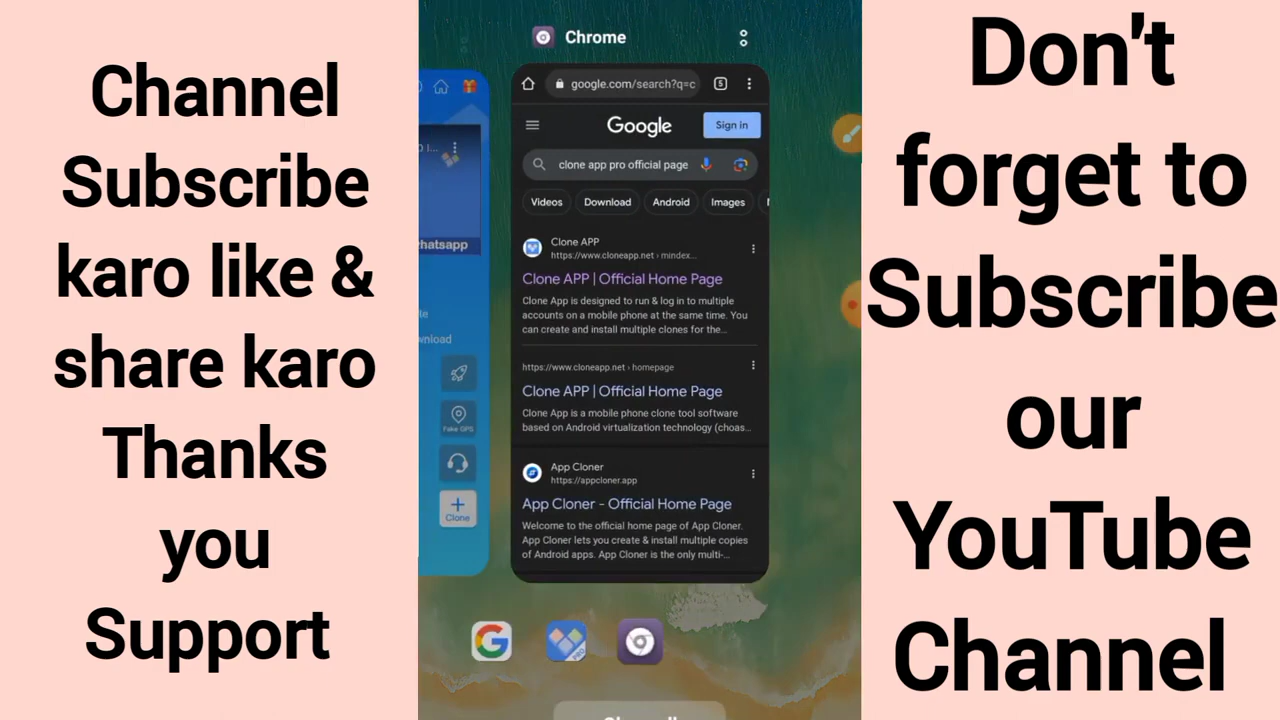 Channel
Subscribe
karo like &
share karo
Thanks
you
Support
Chrome
google.com/search?q=c
5
Google
Sign in
clone app pro official page
Videos
Download
Android
Images
Clone APP
https://www.cloneapp.net › mindex...
Clone APP | Official Home Page
Clone App is designed to run & log in to multiple
accounts on a mobile phone at the same time. You
can create and install multiple clones for the...
https://www.cloneapp.net › homepage
Clone APP | Official Home Page
Clone App is a mobile phone clone tool software
based on Android virtualization technology (choas...
App Cloner
https://appcloner.app
App Cloner - Official Home Page
Welcome to the official home page of App Cloner.
App Cloner lets you create & install multiple copies
of Android apps. App Cloner is the only multi-...
hatsapp
wnload
Fake GPS
Clone
PRO
Don't
forget to
Subscribe
our
YouTube
Channel